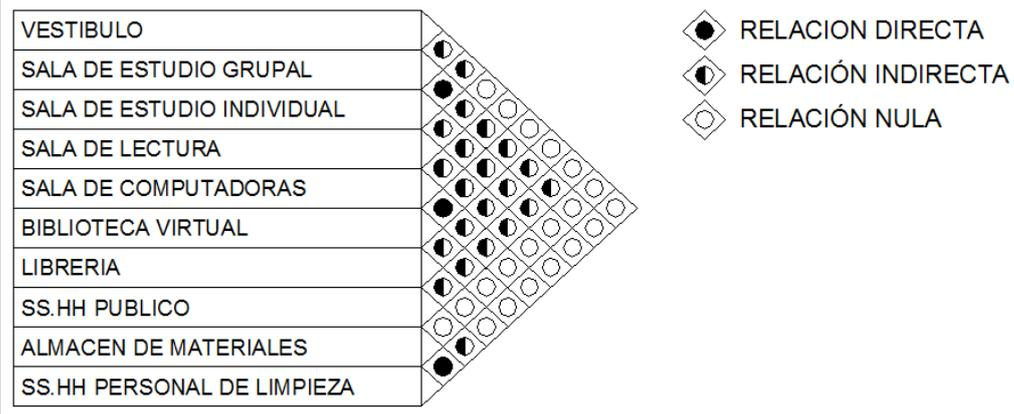 VESTIBULO
SALA DE ESTUDIO GRUPAL
SALA DE ESTUDIO INDIVIDUAL
SALA DE LECTURA
SALA DE COMPUTADORAS
BIBLIOTECA VIRTUAL
LIBRERIA
SS.HH PUBLICO
ALMACEN DE MATERIALES
SS.HH PERSONAL DE LIMPIEZA
RELACION DIRECTA
RELACIÓN INDIRECTA
RELACIÓN NULA